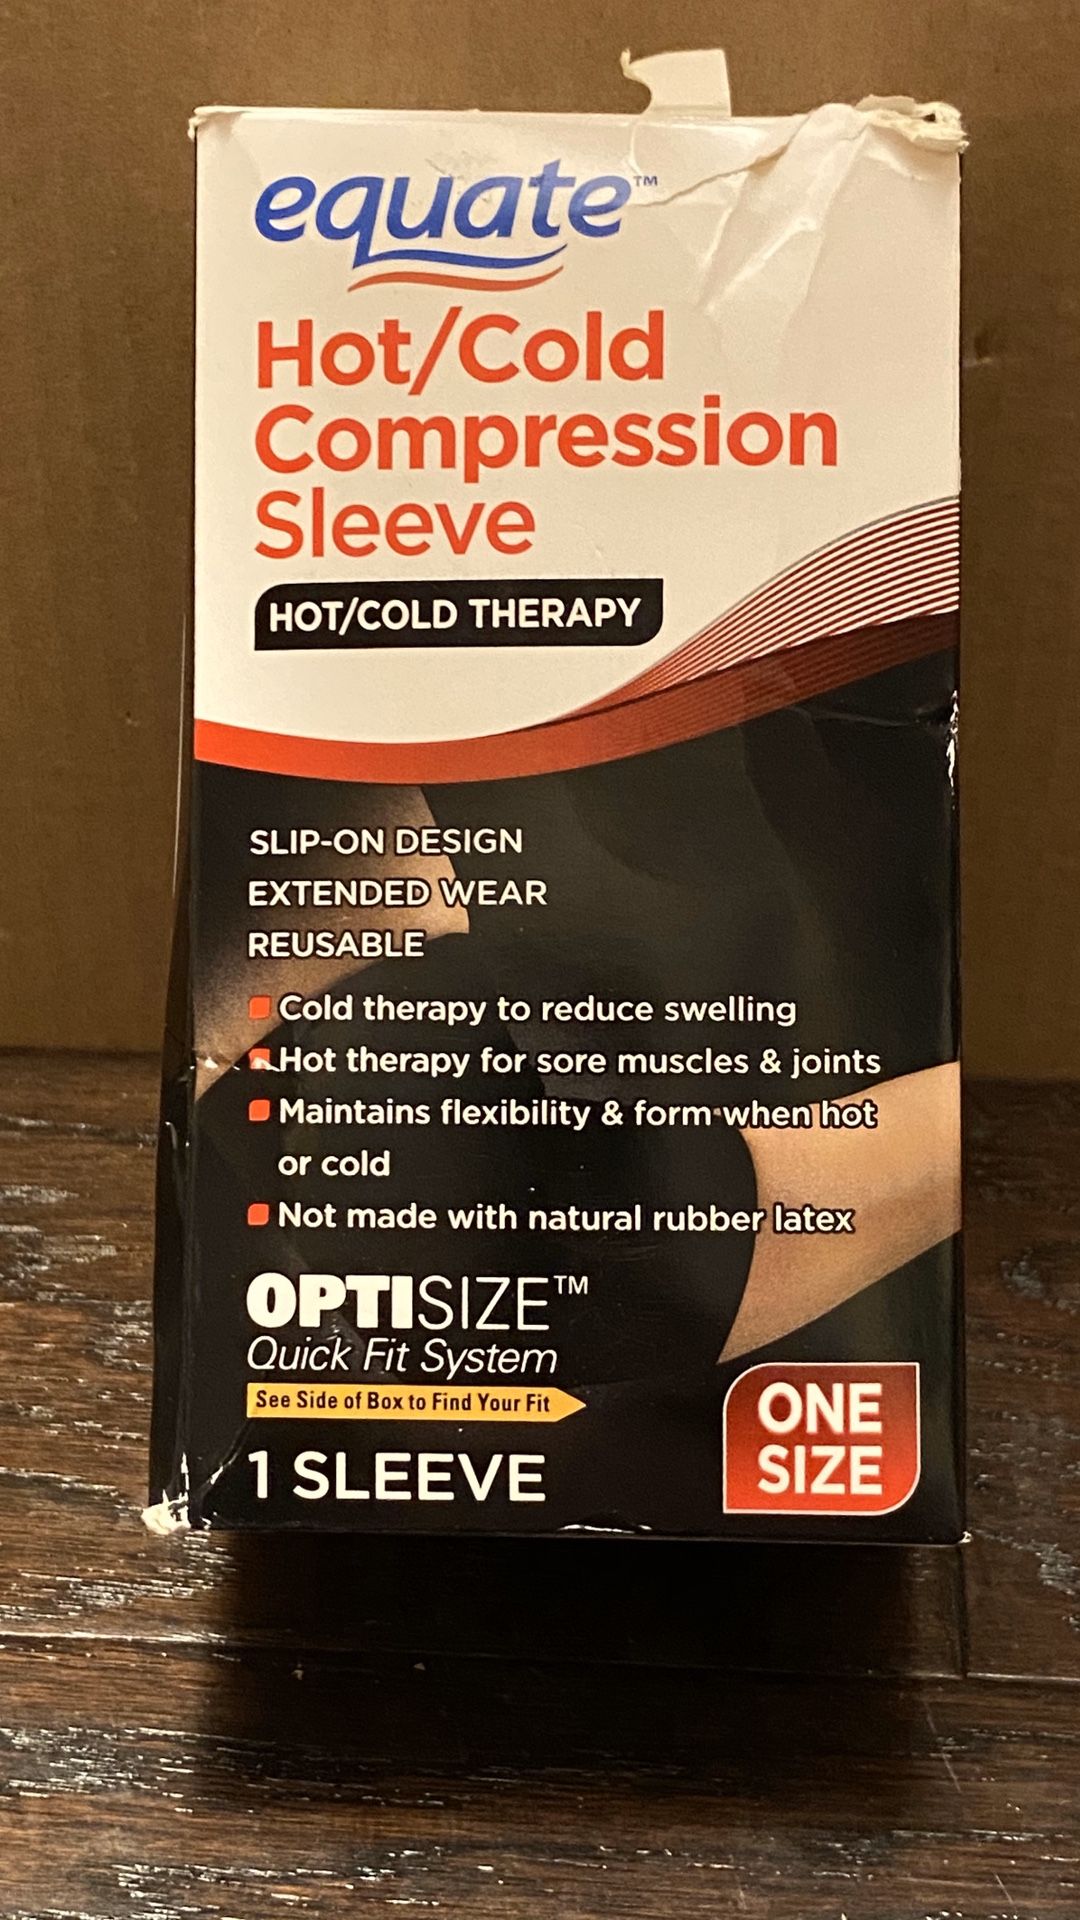 equate™
Hot/Cold
Compression
Sleeve
HOT/COLD THERAPY
SLIP-ON DESIGN
EXTENDED WEAR
REUSABLE
Cold therapy to reduce swelling
Hot therapy for sore muscles & joints
Maintains flexibility & form when hot
or cold
Not made with natural rubber latex
OPTISIZE™
Quick Fit System
See Side of Box to Find Your Fit
1 SLEEVE
ONE
SIZE